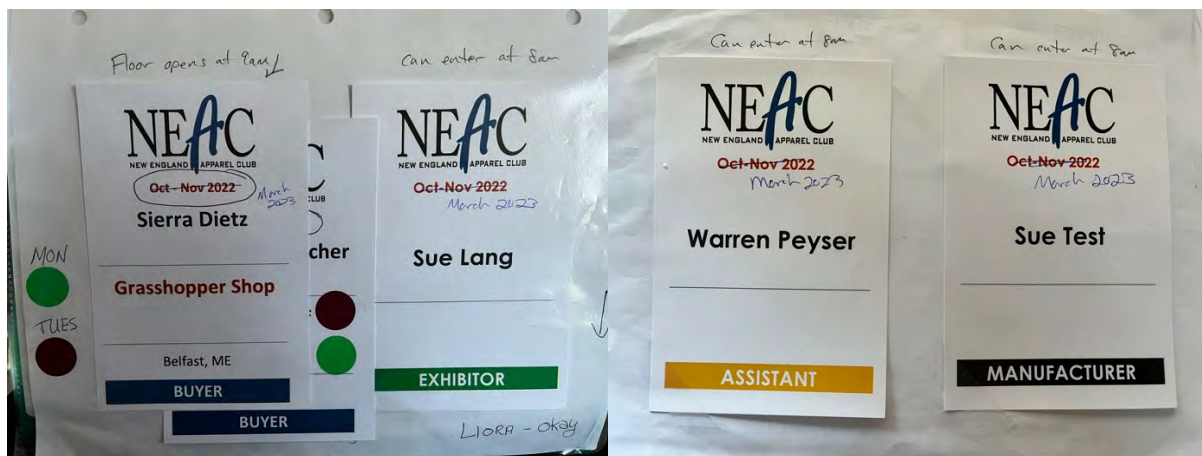 Floor opens at 9am
NEAC
NEW ENGLAND APPAREL CLUB
Oct - Nov 2022
March
2023
Sierra Dietz
Grasshopper Shop
Belfast, ME
BUYER
MON
TUES
C
CLUB
cher
BUYER
can enter at 8am
NEAC
NEW ENGLAND APPAREL CLUB
Oct-Nov 2022
March 2023
Sue Lang
EXHIBITOR
LIORA - okay
Can enter at 8am
NEAC
NEW ENGLAND APPAREL CLUB
Oct-Nov 2022
March 2023
Warren Peyser
ASSISTANT
Can enter at 8am
NEAC
NEW ENGLAND APPAREL CLUB
Oct-Nov 2022
March 2023
Sue Test
MANUFACTURER